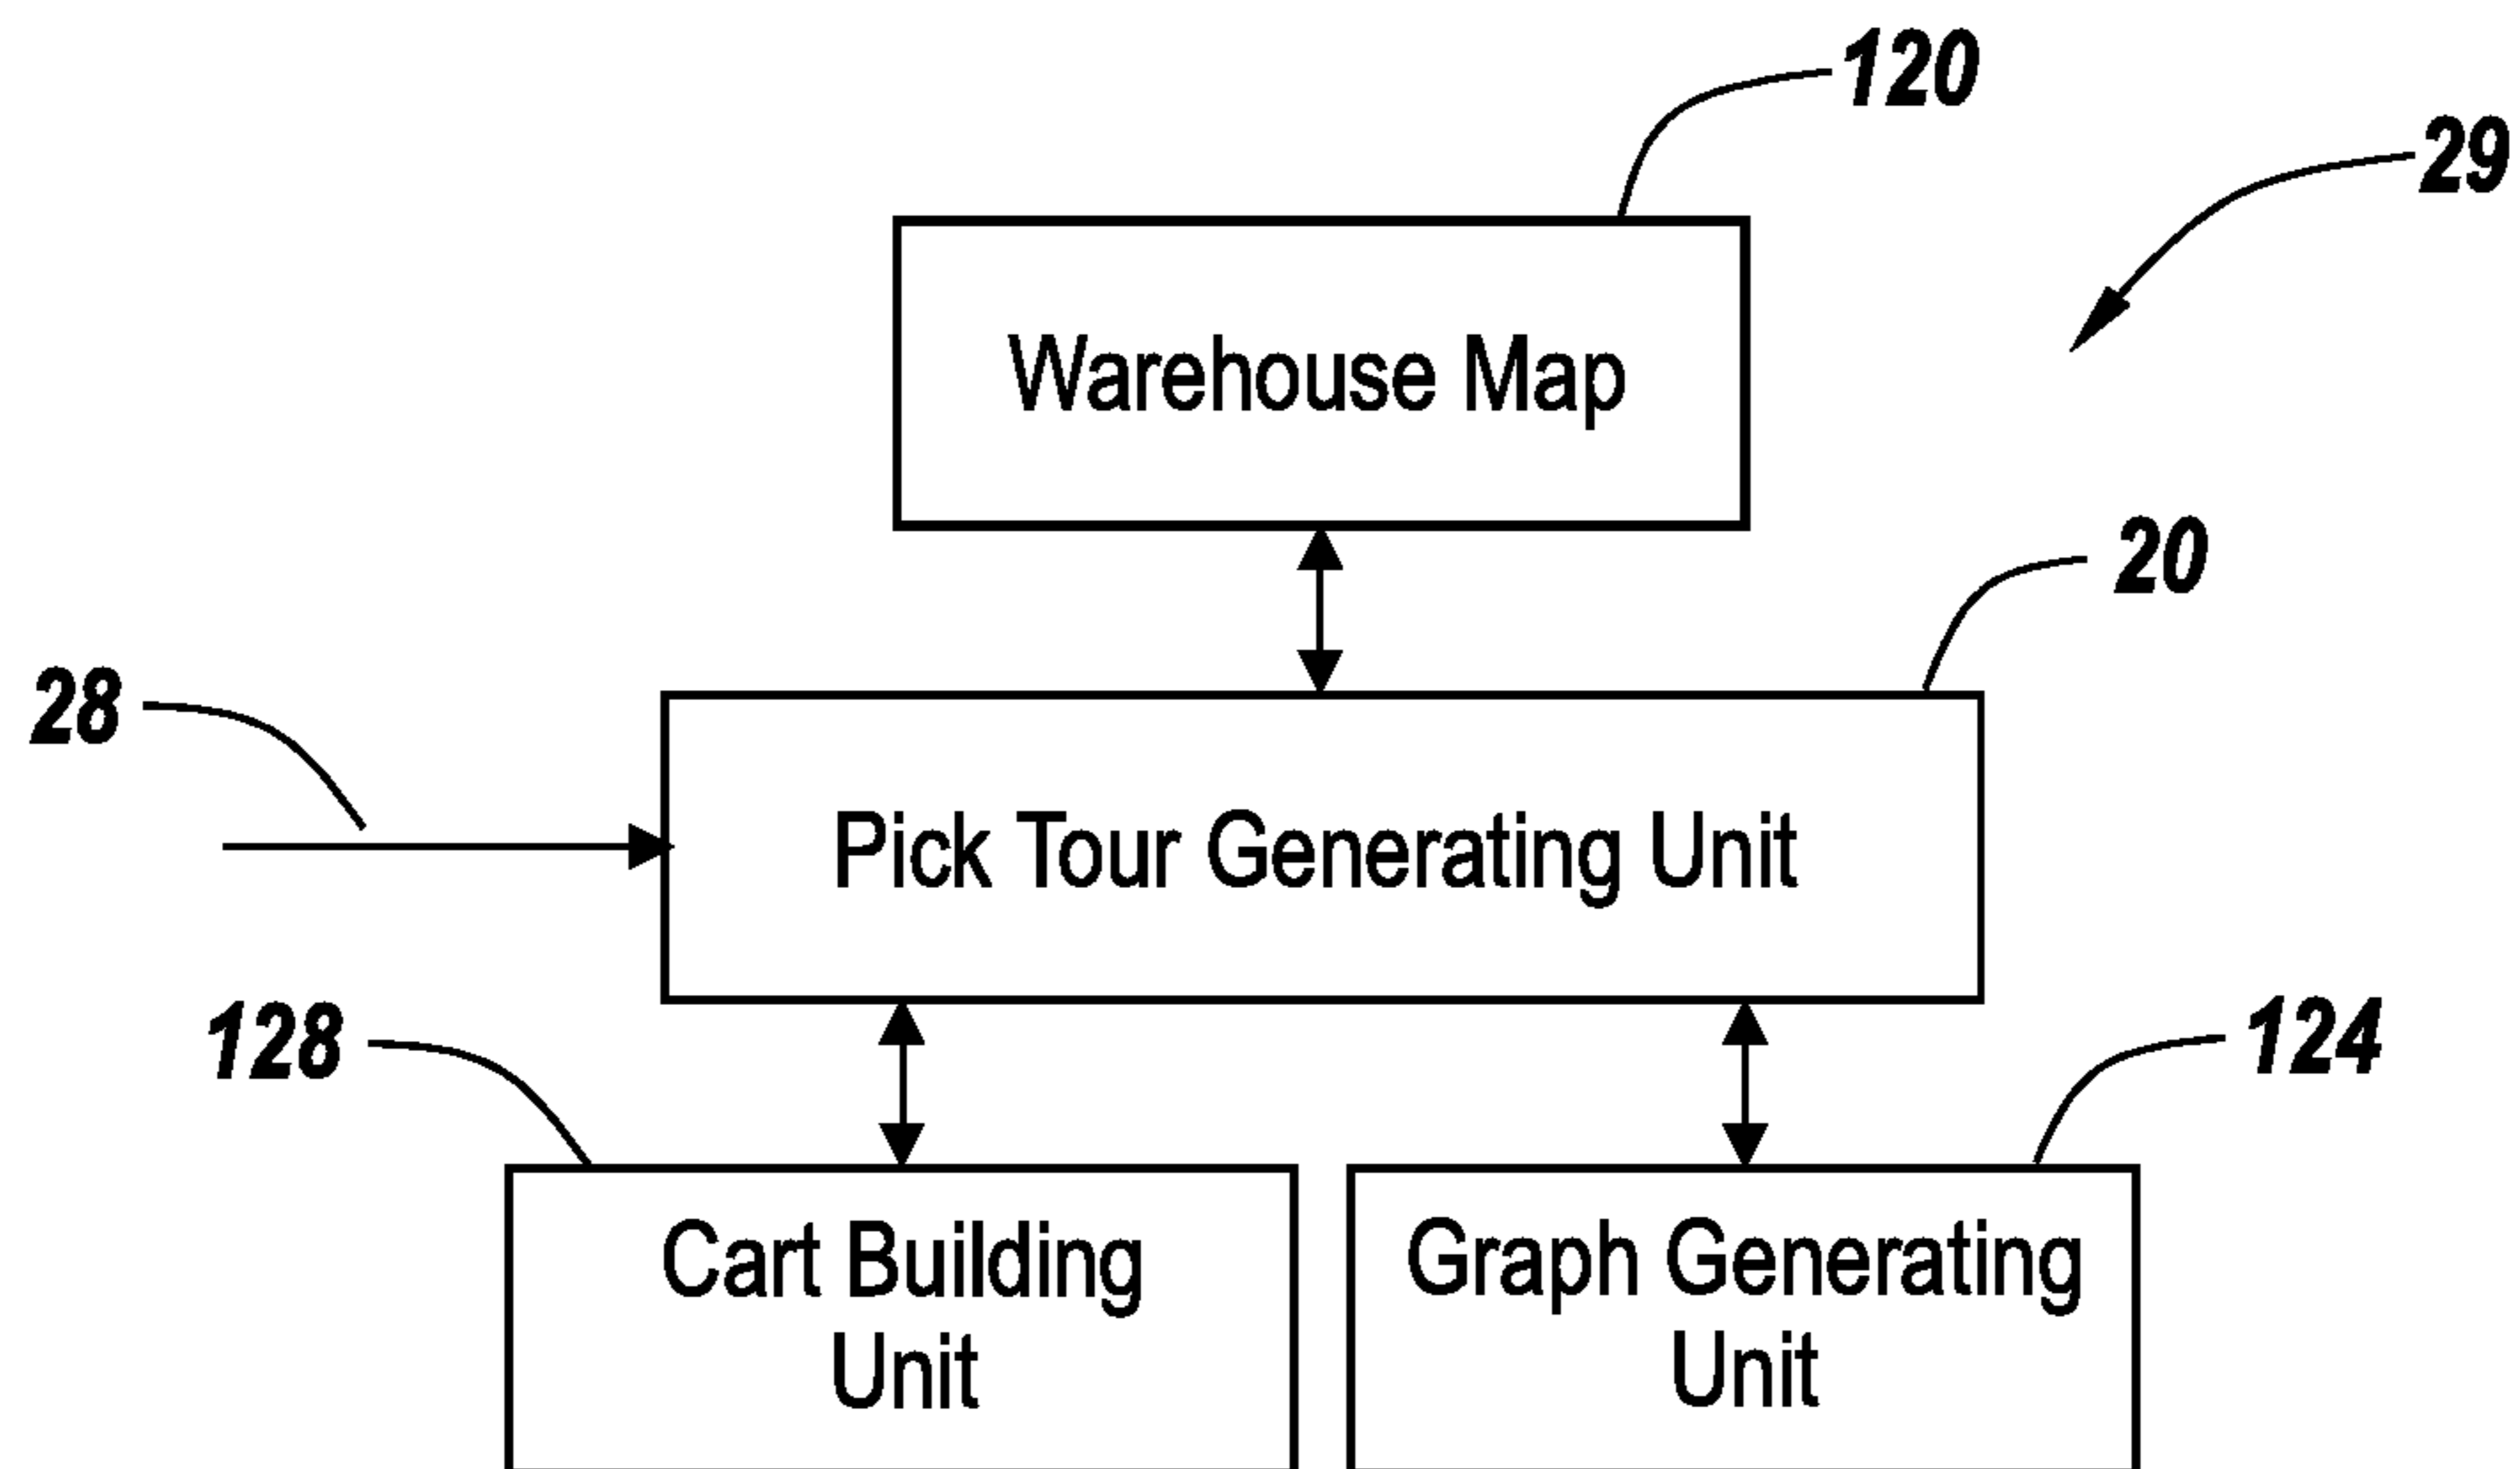 120
29
Warehouse Map
20
28
Pick Tour Generating Unit
128
124
Cart Building
Unit
Graph Generating
Unit